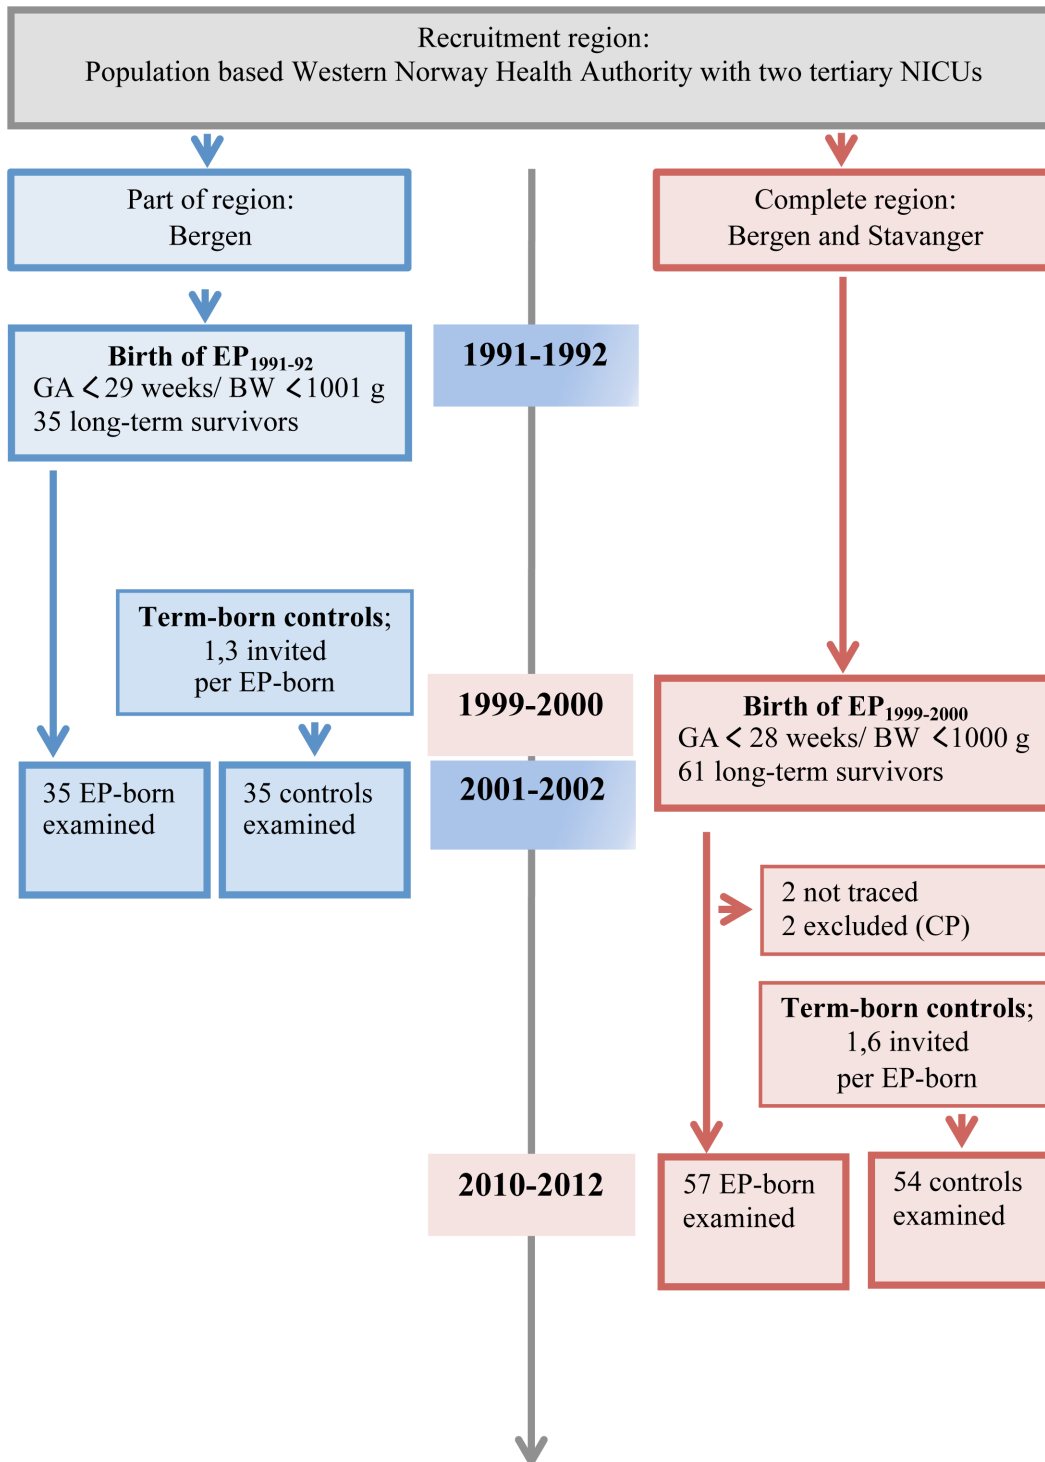 Recruitment region:
Population based Western Norway Health Authority with two tertiary NICUs
Part of region:
Bergen
Complete region:
Bergen and Stavanger
Birth of EP1991-92
GA < 29 weeks/ BW <1001 g
35 long-term survivors
1991-1992
Term-born controls;
1,3 invited
per EP-born
1999-2000
Birth of EP1999-2000
GA < 28 weeks/ BW <1000 g
61 long-term survivors
35 EP-born
examined
35 controls
examined
2001-2002
2 not traced
2 excluded (CP)
Term-born controls;
1,6 invited
per EP-born
2010-2012
57 EP-born
examined
54 controls
examined